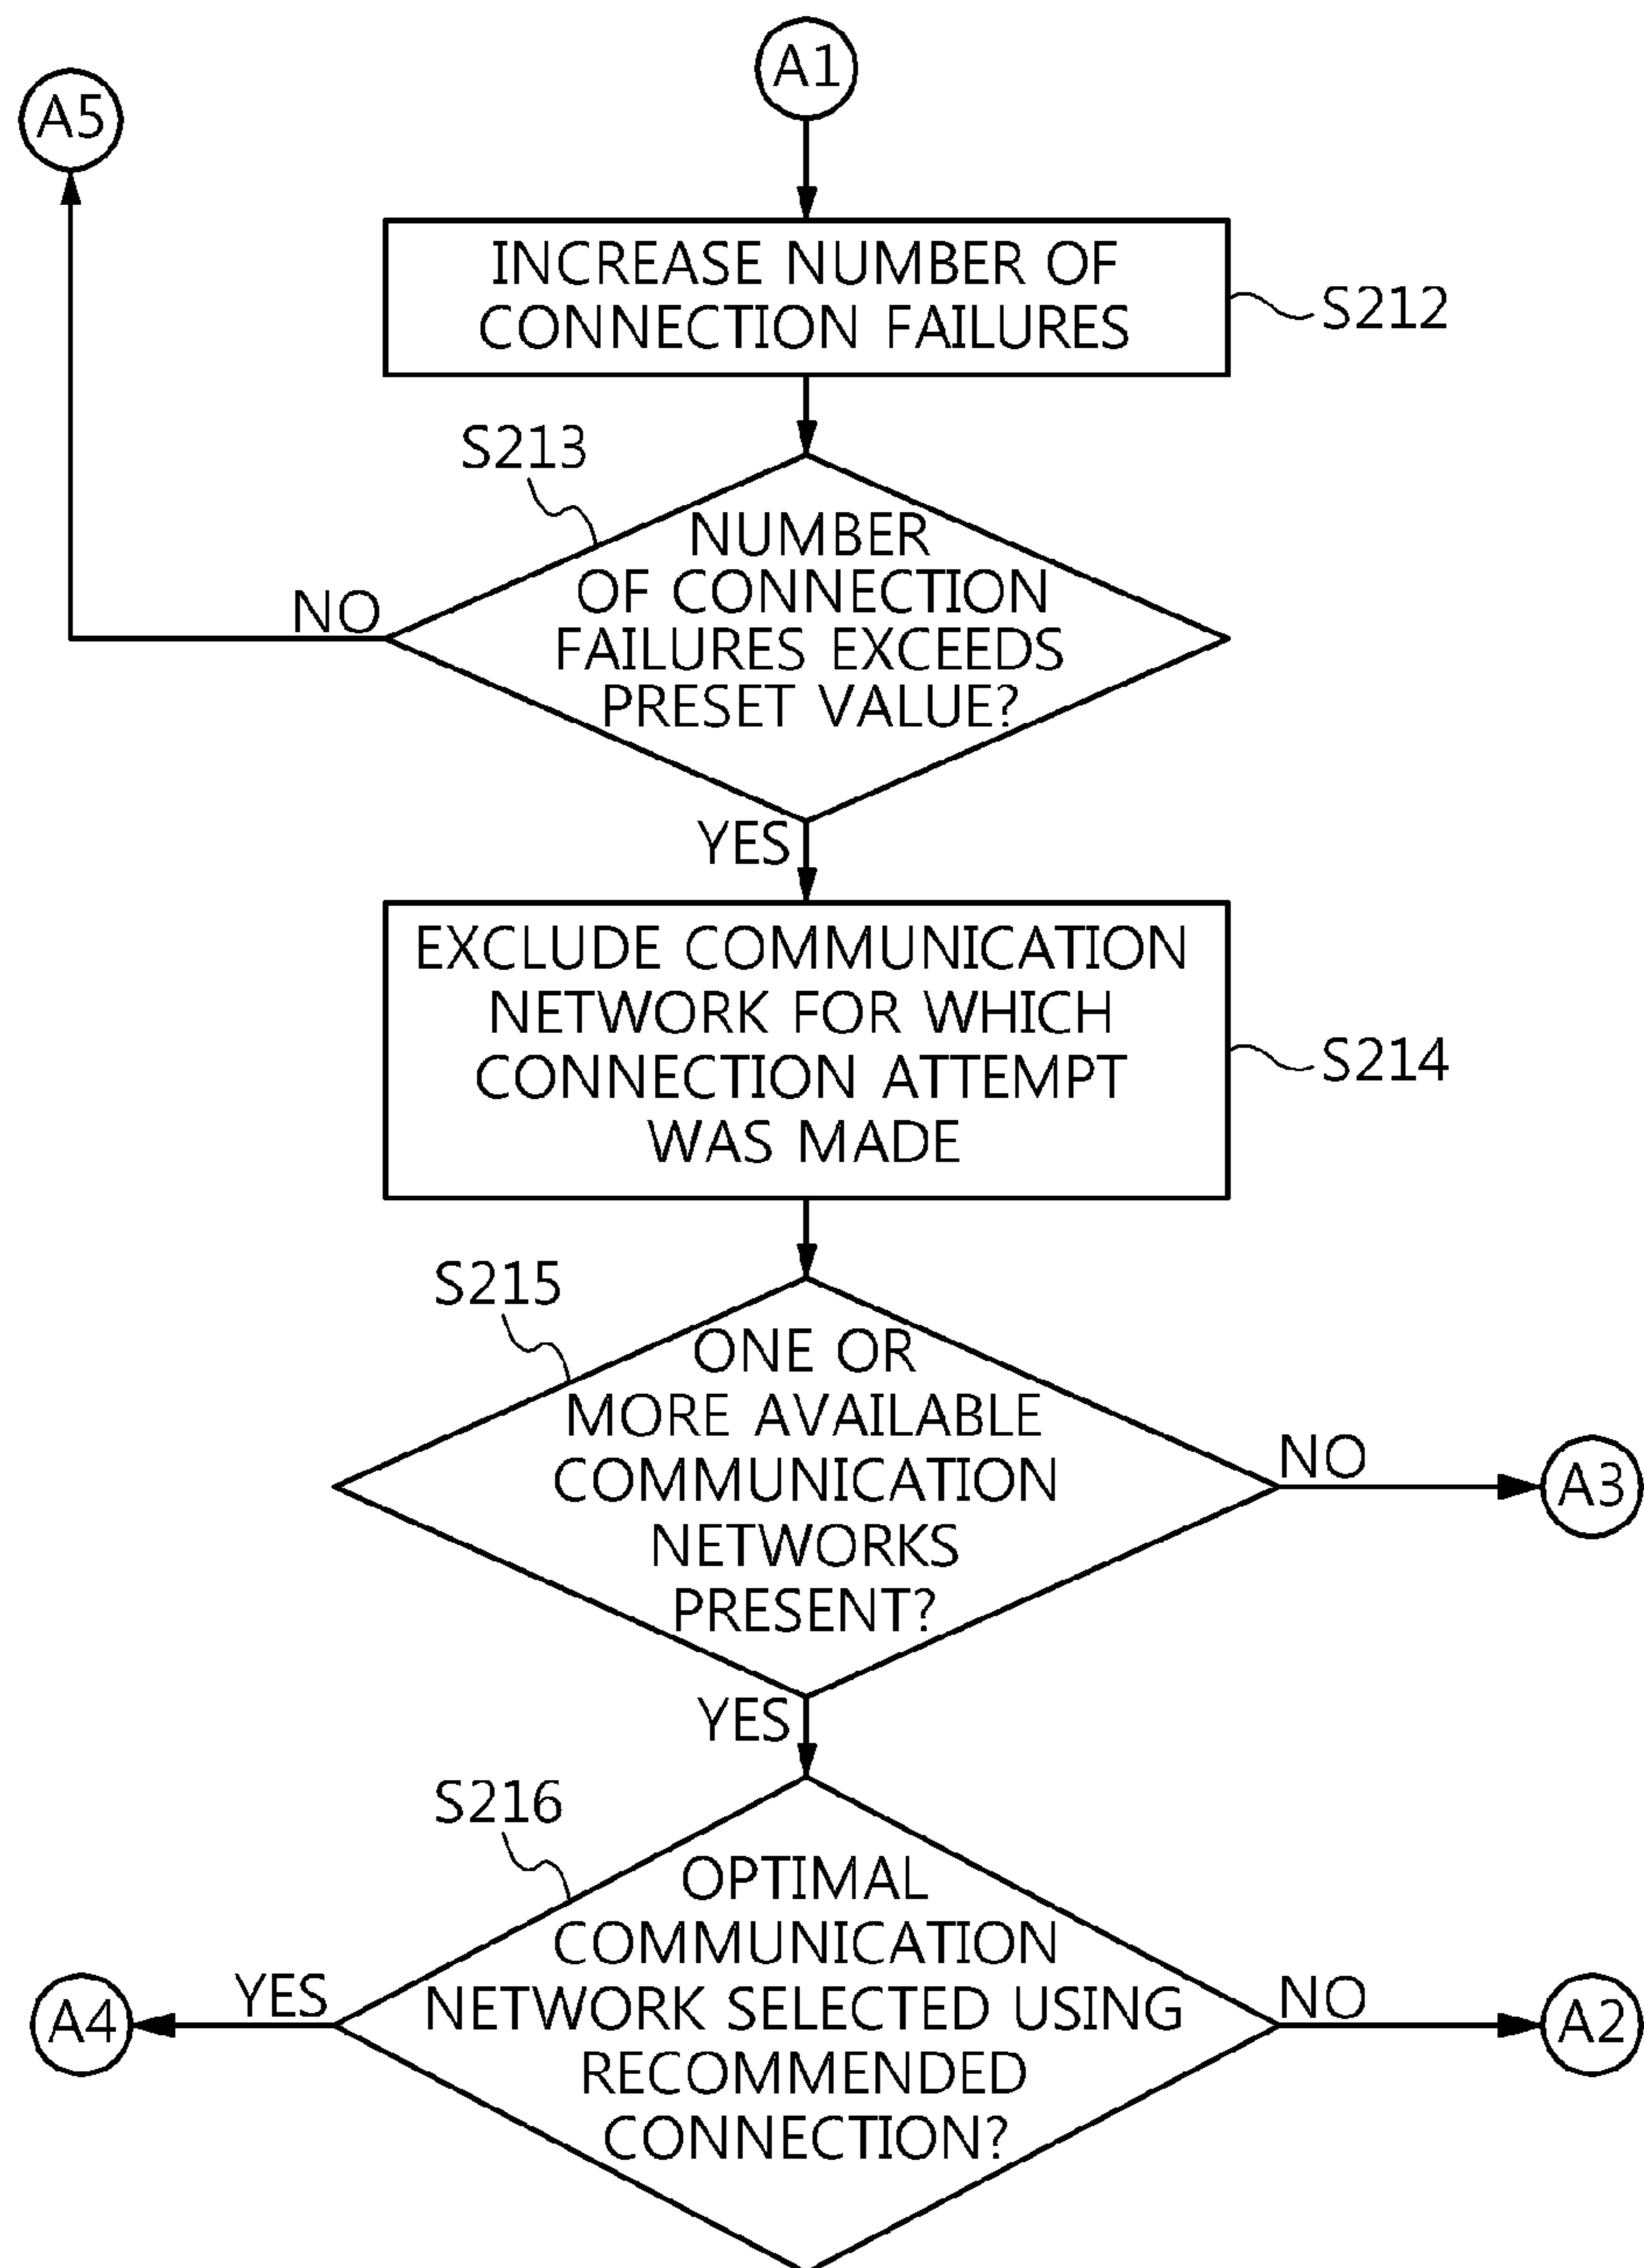 A1
A5
INCREASE NUMBER OF
CONNECTION FAILURES
S212
S213
NUMBER
OF CONNECTION
FAILURES EXCEEDS
PRESET VALUE?
NO
YES
EXCLUDE COMMUNICATION
NETWORK FOR WHICH
CONNECTION ATTEMPT
WAS MADE
S214
S215
ONE OR
MORE AVAILABLE
COMMUNICATION
NETWORKS
PRESENT?
NO
A3
YES
S216
OPTIMAL
COMMUNICATION
NETWORK SELECTED USING
RECOMMENDED
CONNECTION?
YES
A4
NO
A2